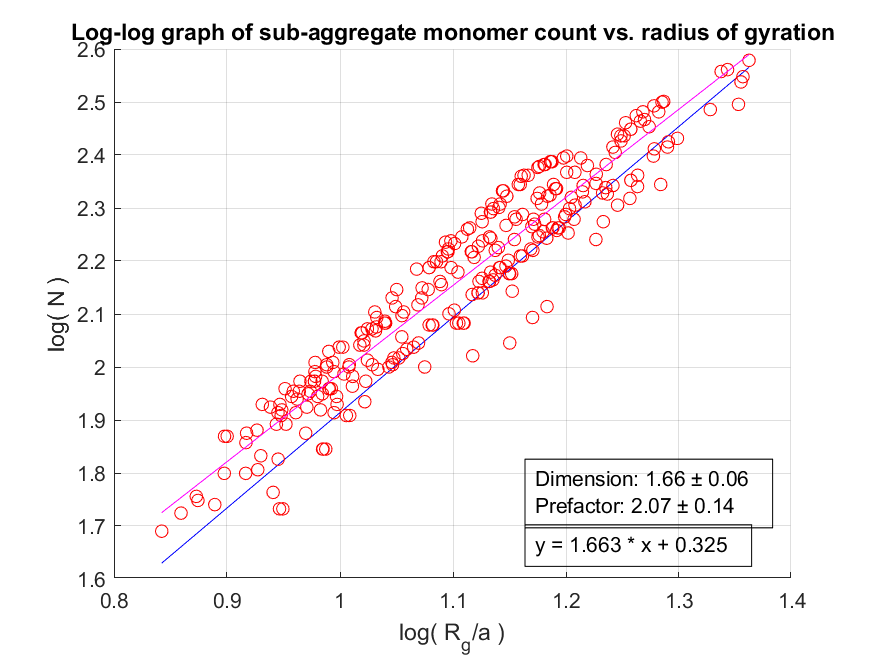 Log-log graph of sub-aggregate monomer count vs. radius of gyration
2.6
2.5
2.4
2.3
2.2
2.1
2
1.9
1.8
1.7
1.6
log( N )
Dimension: 1.66 ± 0.06
Prefactor: 2.07 ± 0.14
y = 1.663 * x + 0.325
0.8 0.9 1 1.1 1.2 1.3 1.4
log( Rg/a )